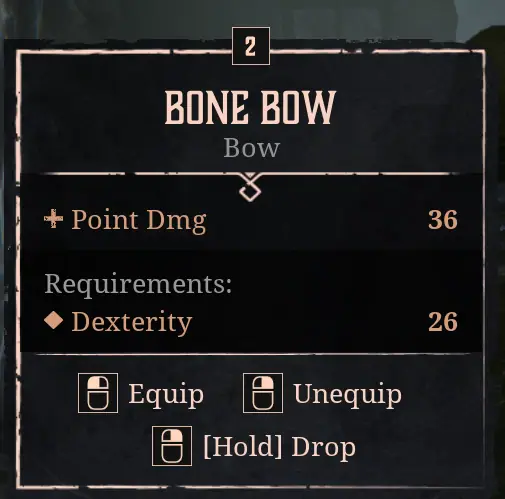 2
BONE BOW
Bow
Point Dmg 36
Requirements:
Dexterity 26
Equip Unequip
[Hold] Drop